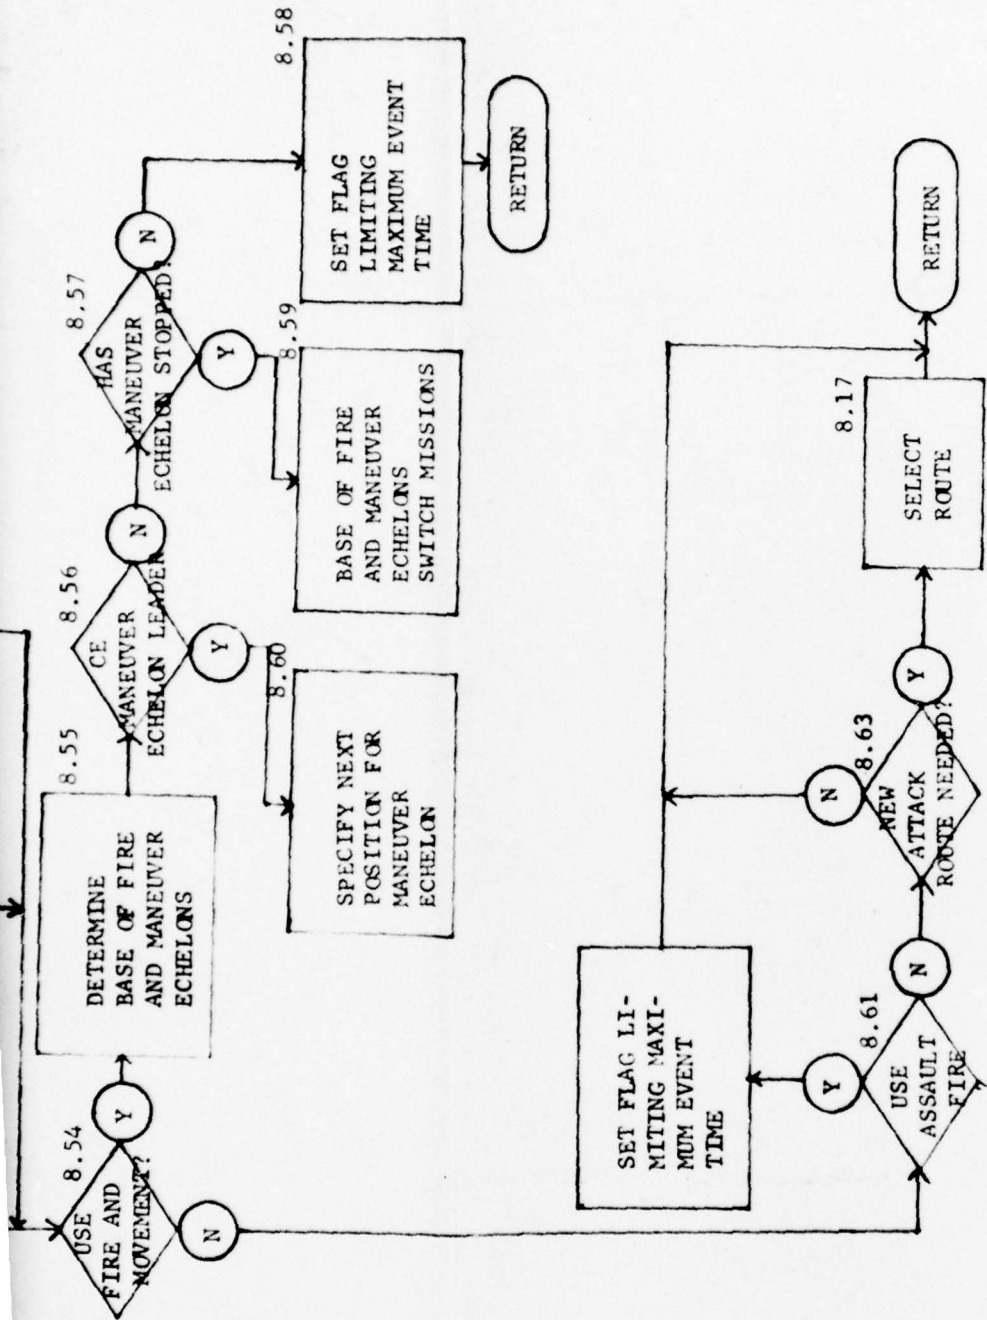 8.54
USE
FIRE AND
MOVEMENT?
Y
N
8.55
DETERMINE
BASE OF FIRE
AND MANEUVER
ECHELONS
8.56
CE
MANEUVER
ECHELON LEADER
N
Y
8.57
HAS
MANEUVER
ECHELON STOPPED?
N
Y
8.58
SET FLAG
LIMITING
MAXIMUM EVENT
TIME
RETURN
8.59
BASE OF FIRE
AND MANEUVER
ECHELONS
SWITCH MISSIONS
8.60
SPECIFY NEXT
POSITION FOR
MANEUVER
ECHELON
8.61
USE
ASSAULT
FIRE
?
Y
N
SET FLAG LI-
MITING MAXI-
MUM EVENT
TIME
8.63
NEW
ATTACK
ROUTE NEEDED?
N
Y
8.17
SELECT
ROUTE
RETURN